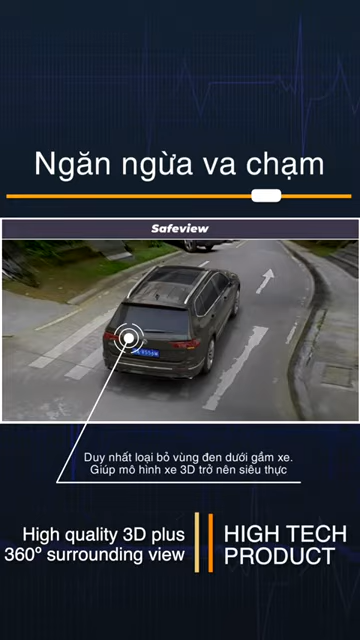 Ngăn ngừa va chạm
Safeview
Duy nhất loại bỏ vùng đen dưới gầm xe.
Giúp mô hình xe 3D trở nên siêu thực
High quality 3D plus
360º surrounding view
HIGH TECH
PRODUCT